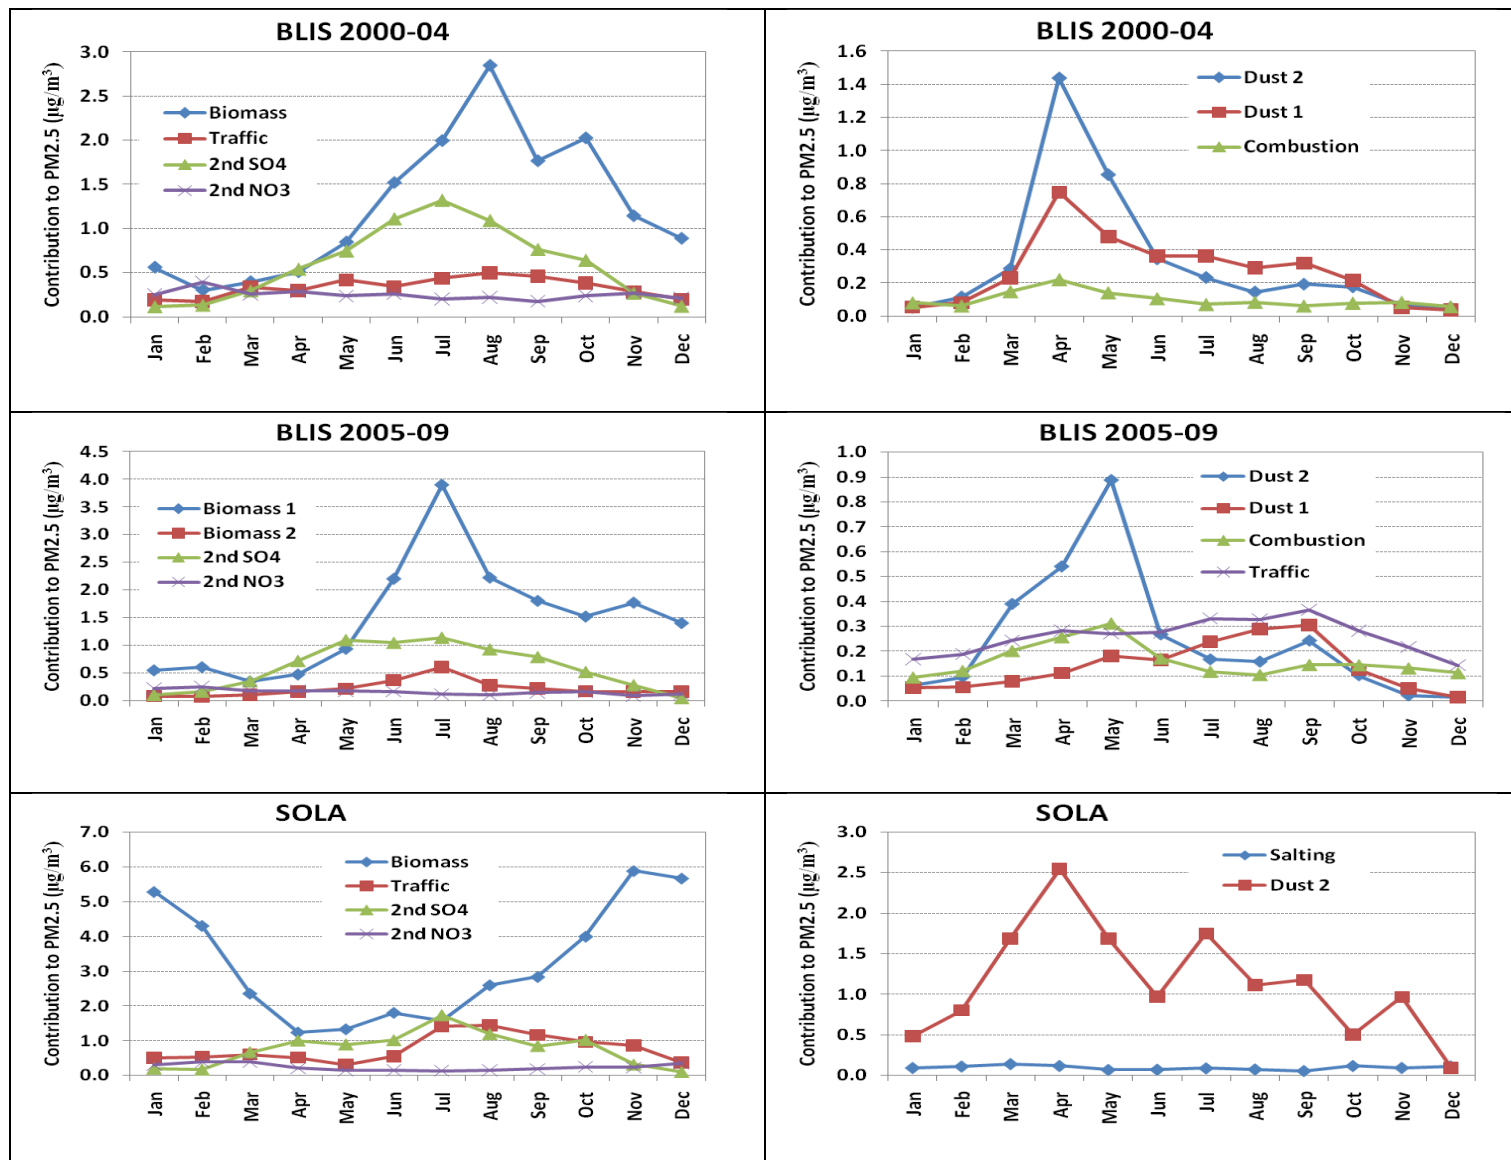 BLIS 2000-04
Contribution to PM2.5 (µg/m³)
3.0
2.5
2.0
1.5
1.0
0.5
0.0
Biomass
Traffic
2nd SO4
2nd NO3
Jan Feb Mar Apr May Jun Jul Aug Sep Oct Nov Dec
BLIS 2000-04
Contribution to PM2.5 (µg/m³)
1.6
1.4
1.2
1.0
0.8
0.6
0.4
0.2
0.0
Dust 2
Dust 1
Combustion
Jan Feb Mar Apr May Jun Jul Aug Sep Oct Nov Dec
BLIS 2005-09
Contribution to PM2.5 (µg/m³)
4.5
4.0
3.5
3.0
2.5
2.0
1.5
1.0
0.5
0.0
Biomass 1
Biomass 2
2nd SO4
2nd NO3
Jan Feb Mar Apr May Jun Jul Aug Sep Oct Nov Dec
BLIS 2005-09
Contribution to PM2.5 (µg/m³)
1.0
0.9
0.8
0.7
0.6
0.5
0.4
0.3
0.2
0.1
0.0
Dust 2
Dust 1
Combustion
Traffic
Jan Feb Mar Apr May Jun Jul Aug Sep Oct Nov Dec
SOLA
Contribution to PM2.5 (µg/m³)
7.0
6.0
5.0
4.0
3.0
2.0
1.0
0.0
Biomass
Traffic
2nd SO4
2nd NO3
Jan Feb Mar Apr May Jun Jul Aug Sep Oct Nov Dec
SOLA
Contribution to PM2.5 (µg/m³)
3.0
2.5
2.0
1.5
1.0
0.5
0.0
Salting
Dust 2
Jan Feb Mar Apr May Jun Jul Aug Sep Oct Nov Dec